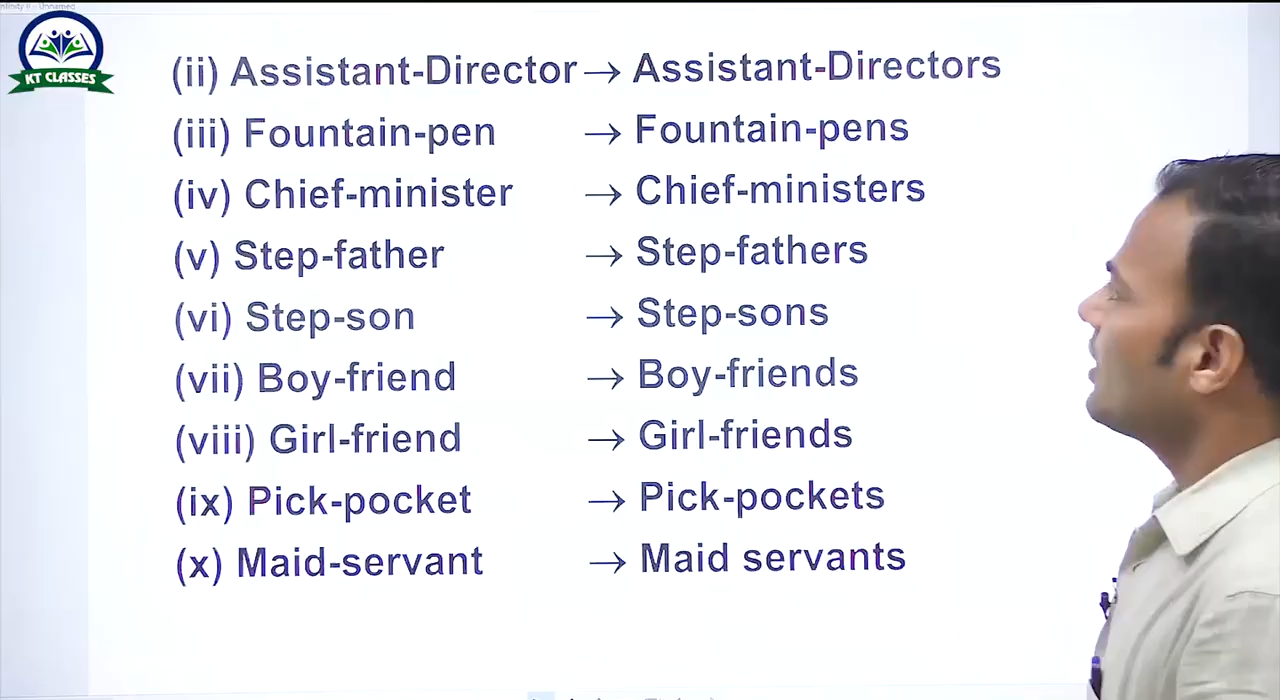 KT CLASSES
(ii) Assistant-Director → Assistant-Directors
(iii) Fountain-pen → Fountain-pens
(iv) Chief-minister → Chief-ministers
(v) Step-father → Step-fathers
(vi) Step-son → Step-sons
(vii) Boy-friend → Boy-friends
(viii) Girl-friend → Girl-friends
(ix) Pick-pocket → Pick-pockets
(x) Maid-servant → Maid servants